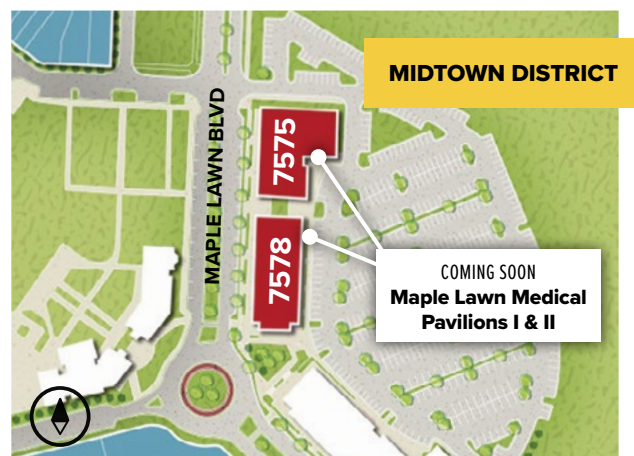 MIDTOWN DISTRICT
MAPLE LAWN BLVD
7575
7578
COMING SOON
Maple Lawn Medical
Pavilions I & II